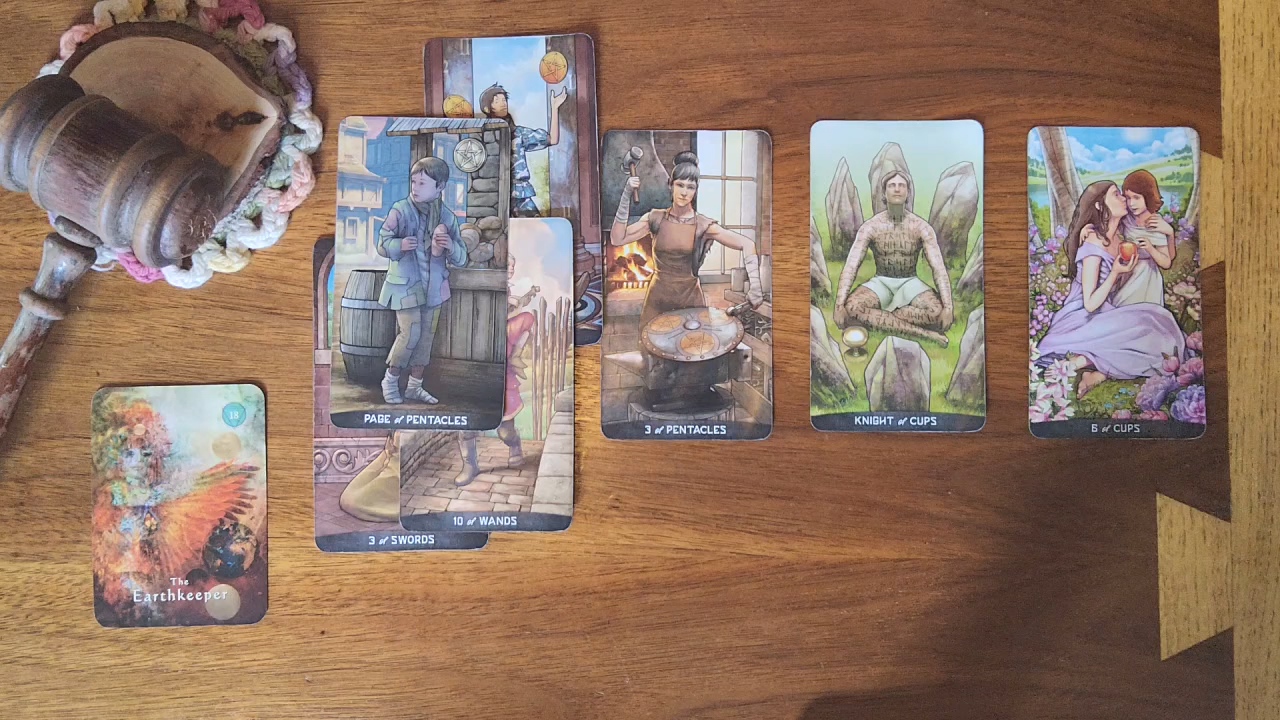 PAGE of PENTACLES
3 of PENTACLES
KNIGHT of CUPS
6 of CUPS
10 of WANDS
3 of SWORDS
18
The
Earthkeeper